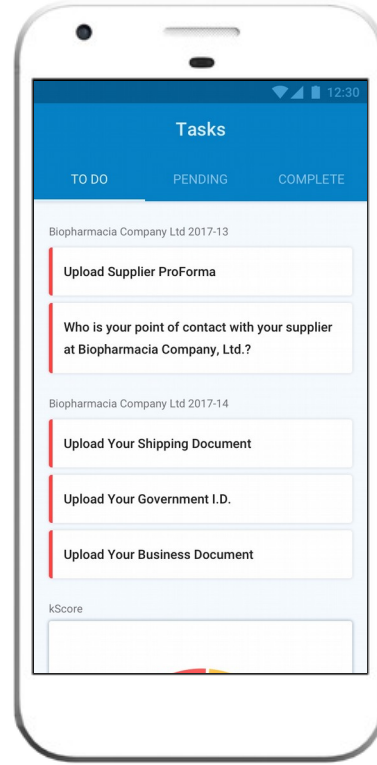 12:30
Tasks
TO DO PENDING COMPLETE
Biopharmacia Company Ltd 2017-13
Upload Supplier ProForma
Who is your point of contact with your supplier
at Biopharmacia Company, Ltd.?
Biopharmacia Company Ltd 2017-14
Upload Your Shipping Document
Upload Your Government I.D.
Upload Your Business Document
kScore